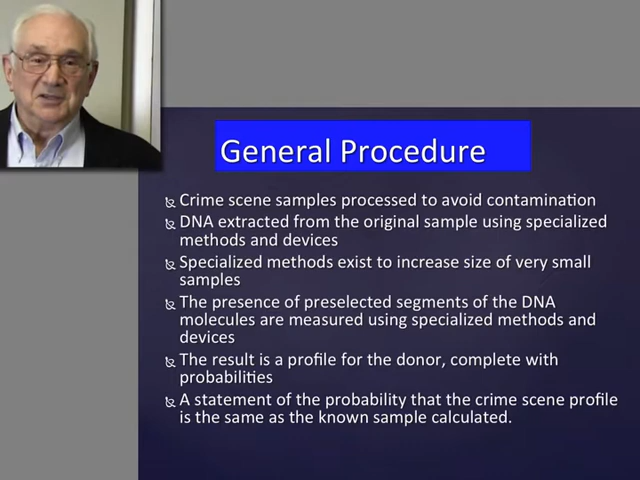 General Procedure
Crime scene samples processed to avoid contamination
DNA extracted from the original sample using specialized
methods and devices
Specialized methods exist to increase size of very small
samples
The presence of preselected segments of the DNA
molecules are measured using specialized methods and
devices
The result is a profile for the donor, complete with
probabilities
A statement of the probability that the crime scene profile
is the same as the known sample calculated.